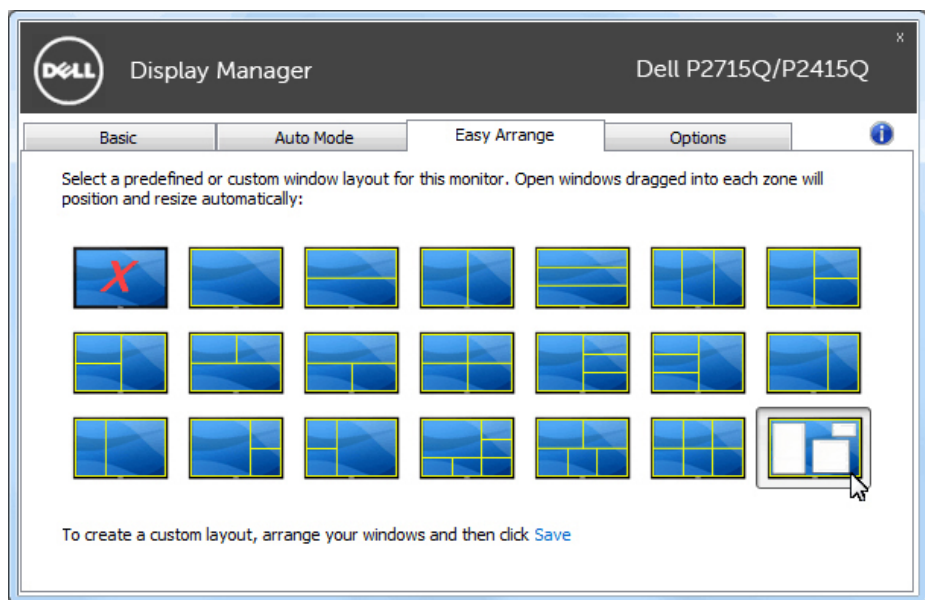 DELL
Display Manager
Dell P2715Q/P2415Q
x
Basic
Auto Mode
Easy Arrange
Options
i
Select a predefined or custom window layout for this monitor. Open windows dragged into each zone will
position and resize automatically:
X
To create a custom layout, arrange your windows and then click Save